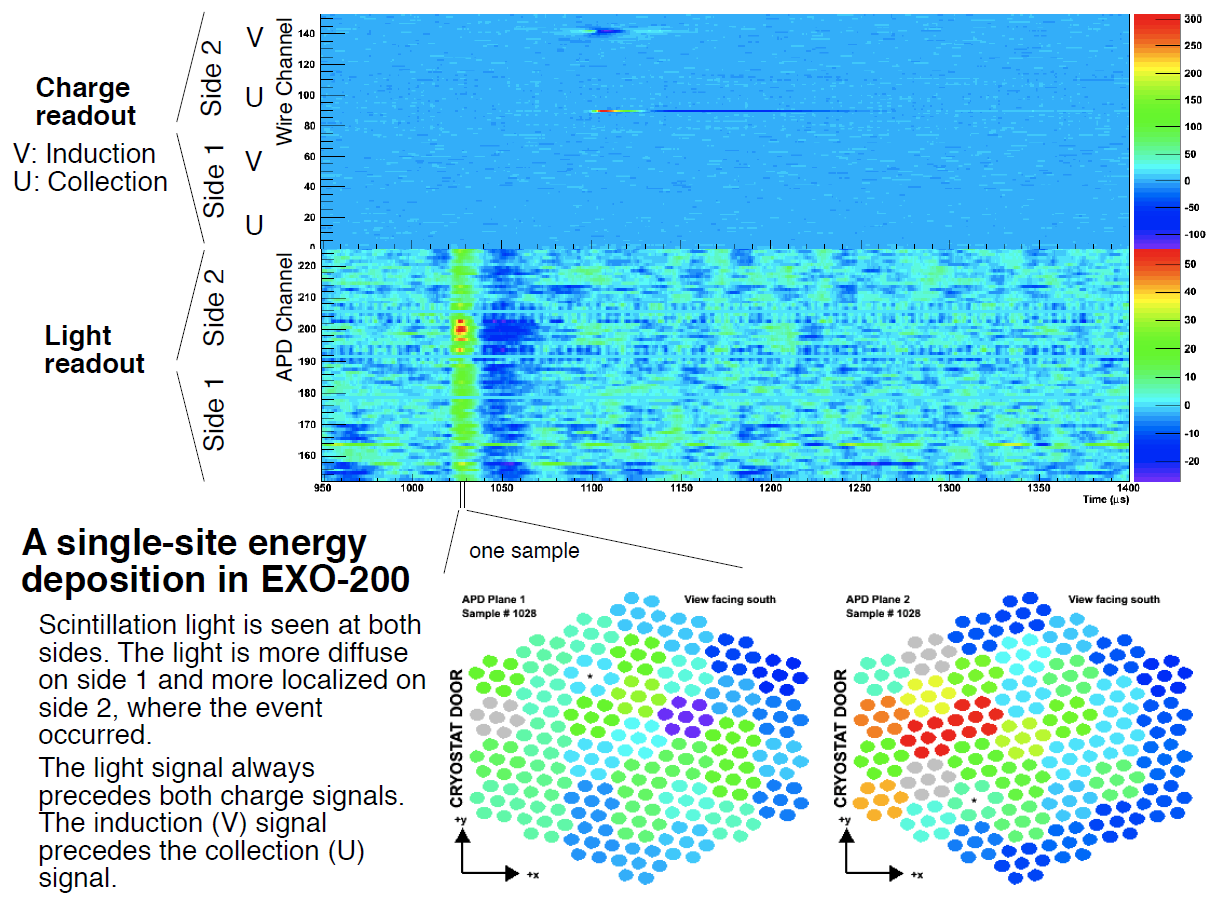 Charge
readout
V: Induction
U: Collection
Side 2
Side 1
V
U
V
U
Wire Channel
140
120
100
80
60
40
20
0
300
250
200
150
100
50
0
-50
-100
Light
readout
Side 2
Side 1
APD Channel
220
210
200
190
180
170
160
50
40
30
20
10
0
-10
-20
950
1000
1050
1100
1150
1200
1250
1300
1350
1400
Time (μs)
one sample
A single-site energy
deposition in EXO-200
Scintillation light is seen at both
sides. The light is more diffuse
on side 1 and more localized on
side 2, where the event
occurred.
The light signal always
precedes both charge signals.
The induction (V) signal
precedes the collection (U)
signal.
APD Plane 1
Sample # 1028
View facing south
CRYOSTAT DOOR
*
+y
+x
APD Plane 2
Sample # 1028
View facing south
CRYOSTAT DOOR
*
+y
+x